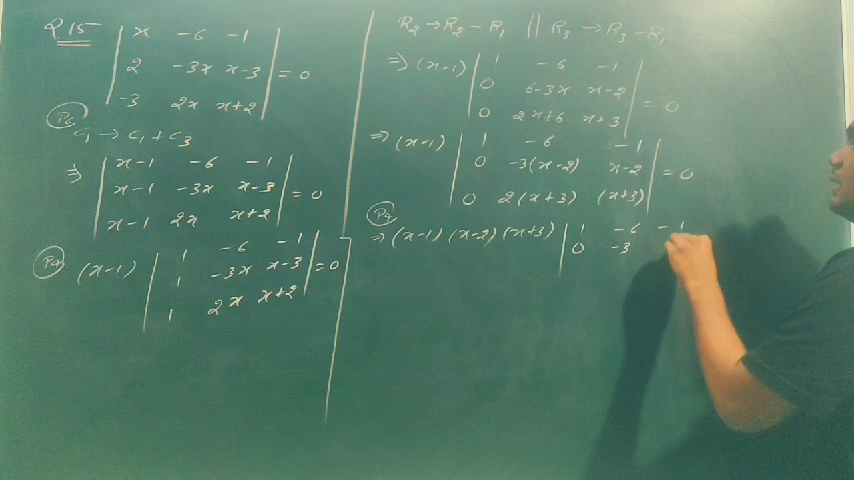 Q.15
| x -6 -1 |
| 2 -3x x-3 | = 0
| -3 2x x+2 |
C₁ → C₁ + C₃
⇒ | x-1 -6 -1 |
| x-1 -3x x-3 | = 0
| x-1 2x x+2 |
(x-1) | 1 -6 -1 |
| 1 -3x x-3 | = 0
| 1 2x x+2 |
R₂ → R₂ - R₁ || R₃ → R₃ - R₁
⇒ (x-1) | 1 -6 -1 |
| 0 6-3x x-2 |
| 0 2x+6 x+3 | = 0
⇒ (x-1) | 1 -6 -1 |
| 0 -3(x-2) x-2 | = 0
| 0 2(x+3) (x+3) |
⇒ (x-1) (x-2) (x+3) | 1 -6 -1
| 0 -3